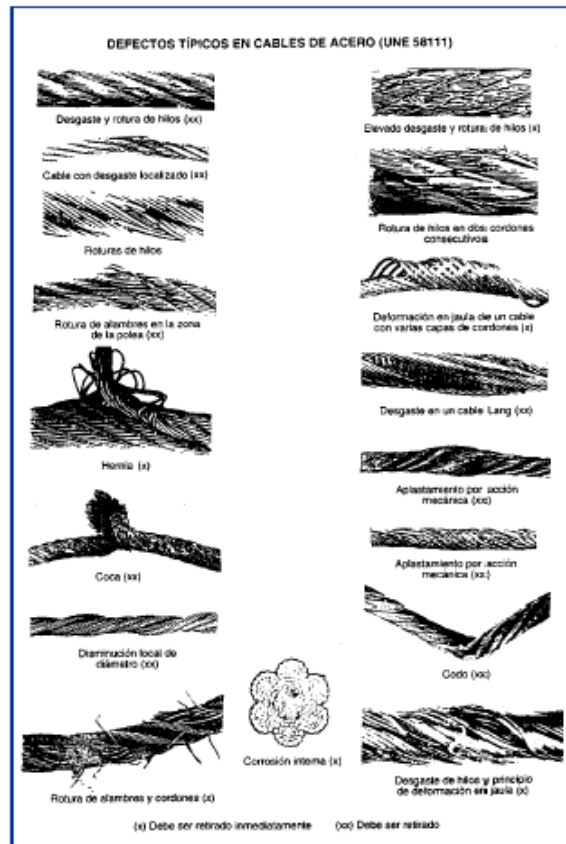 DEFECTOS TÍPICOS EN CABLES DE ACERO (UNE 58111)
Desgaste y rotura de hilos (xx)
Cable con desgaste localizado (xx)
Roturas de hilos
Rotura de alambres en la zona
de la polea (xx)
Hernia (x)
Coca (xx)
Disminución local de
diámetro (xx)
Rotura de alambres y cordones (x)
Corrosión interna (x)
Elevado desgaste y rotura de hilos (x)
Rotura de hilos en dos cordones
consecutivos
Deformación en jaula de un cable
con varias capas de cordones (x)
Desgaste en un cable Lang (xx)
Aplastamiento por acción
mecánica (xx)
Aplastamiento por acción
mecánica (xx)
Codo (xx)
Desgaste de hilos y principio
de deformación en jaula (x)
(x) Debe ser retirado inmediatamente (xx) Debe ser retirado